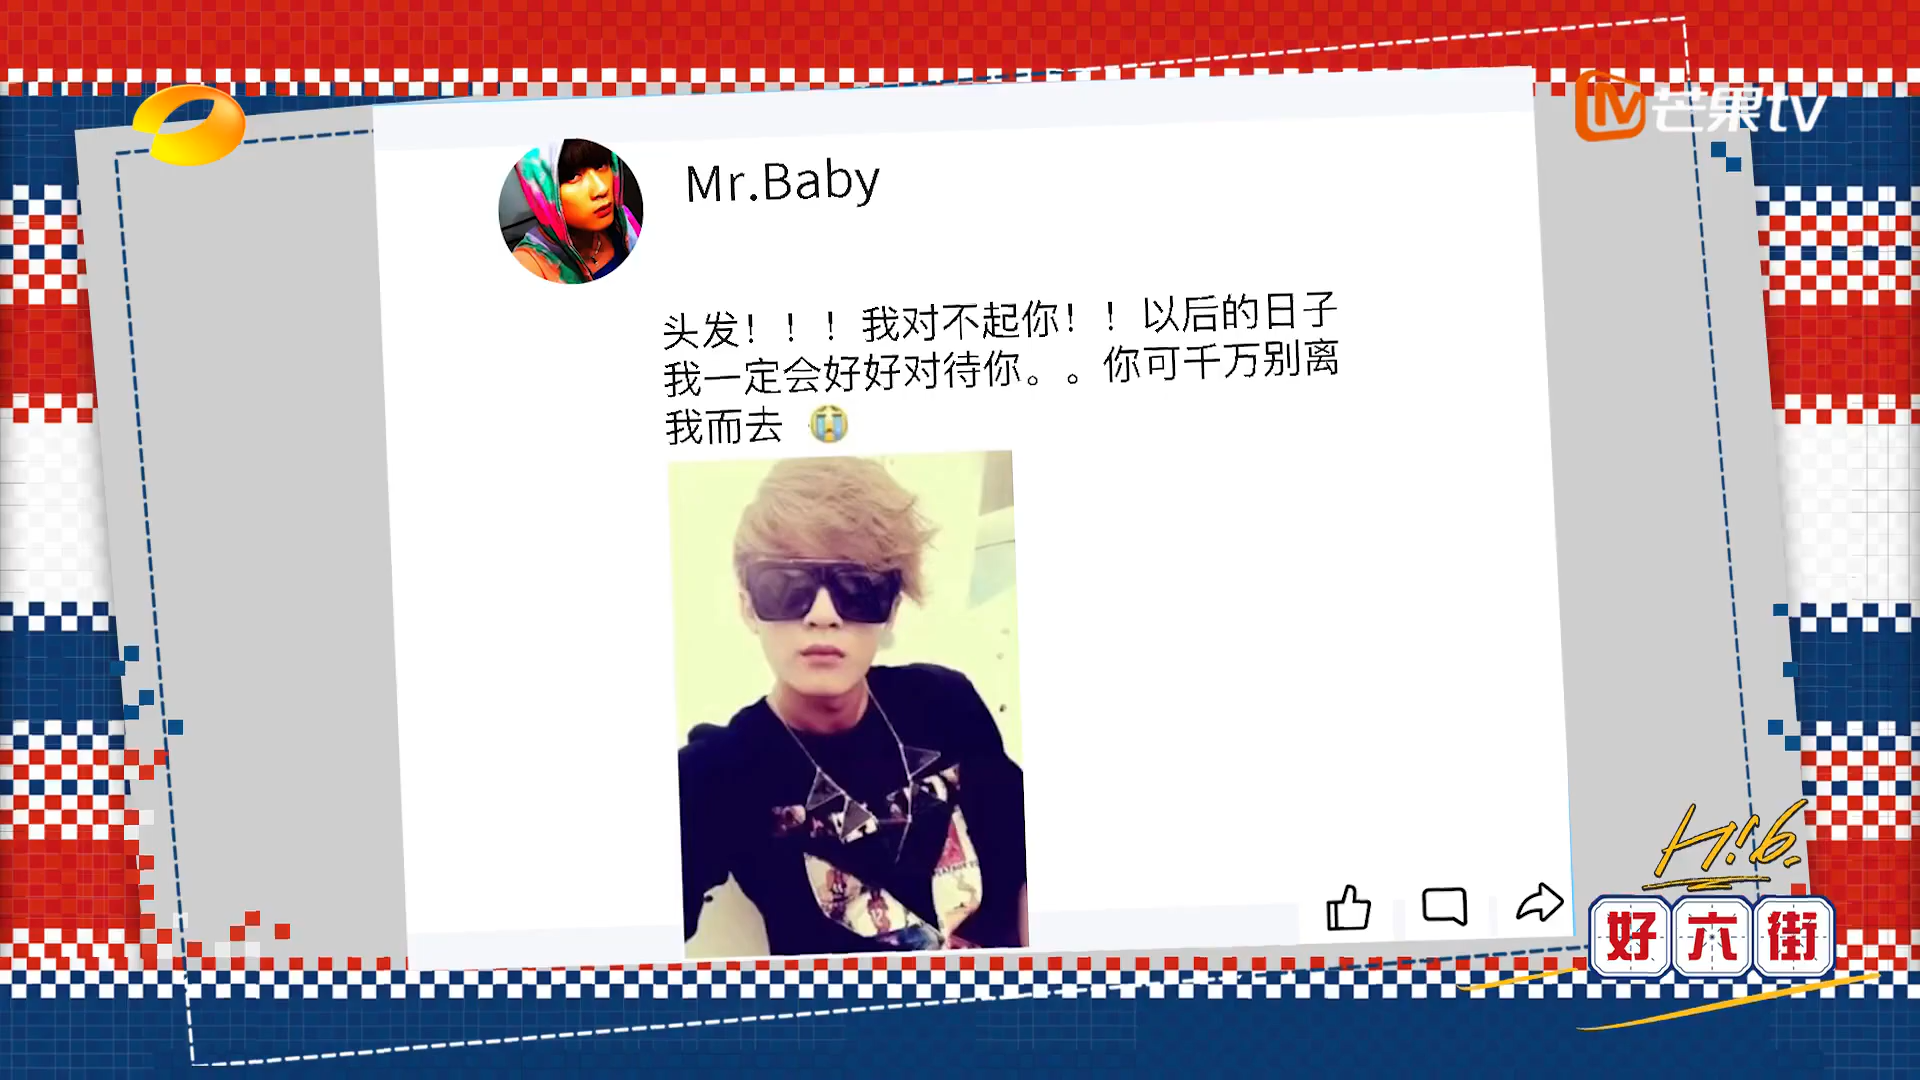 芒果tv
Mr.Baby
头发！！！我对不起你！！以后的日子
我一定会好好对待你。。你可千万别离
我而去 😭
H.!.6.
好六街